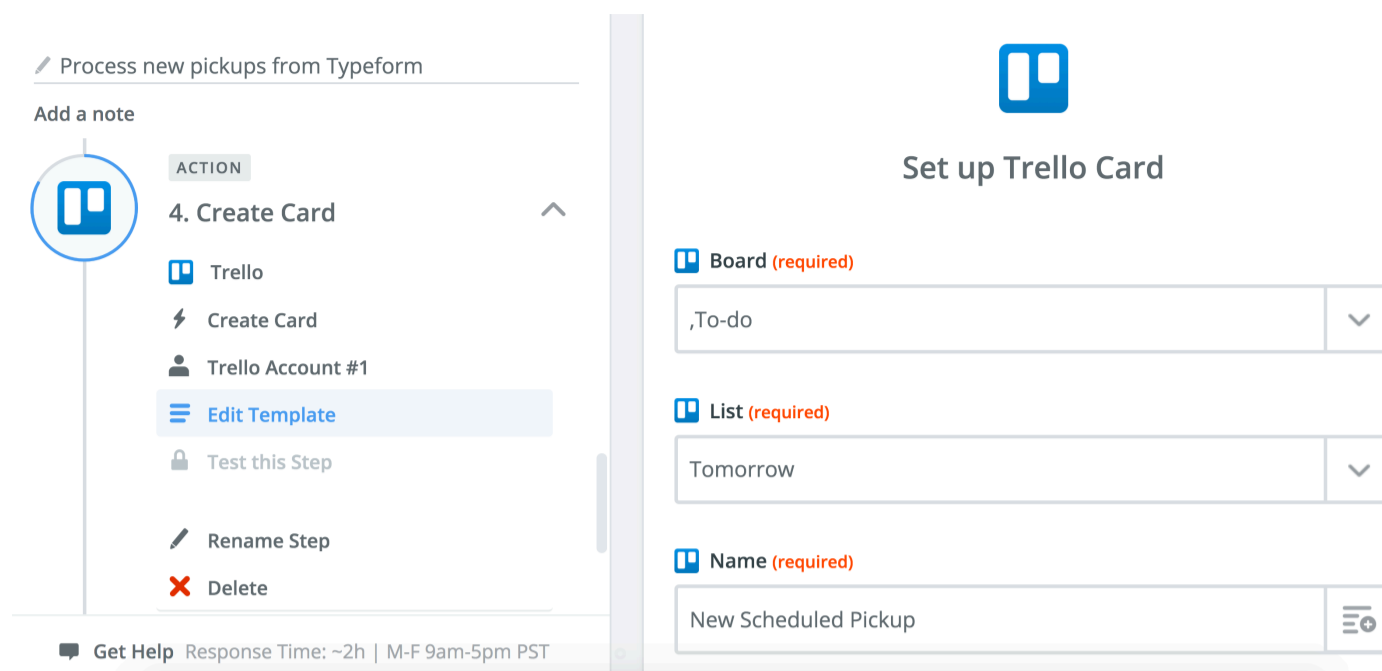 Process new pickups from Typeform
Add a note
ACTION
4. Create Card
Trello
Create Card
Trello Account #1
Edit Template
Test this Step
Rename Step
Delete
Get Help Response Time: ~2h | M-F 9am-5pm PST
Set up Trello Card
Board (required)
,To-do
List (required)
Tomorrow
Name (required)
New Scheduled Pickup